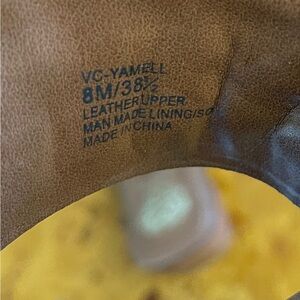 VC-YAMELL
8M/38½
LEATHER UPPER
MAN MADE LINING/SO
MADE IN CHINA